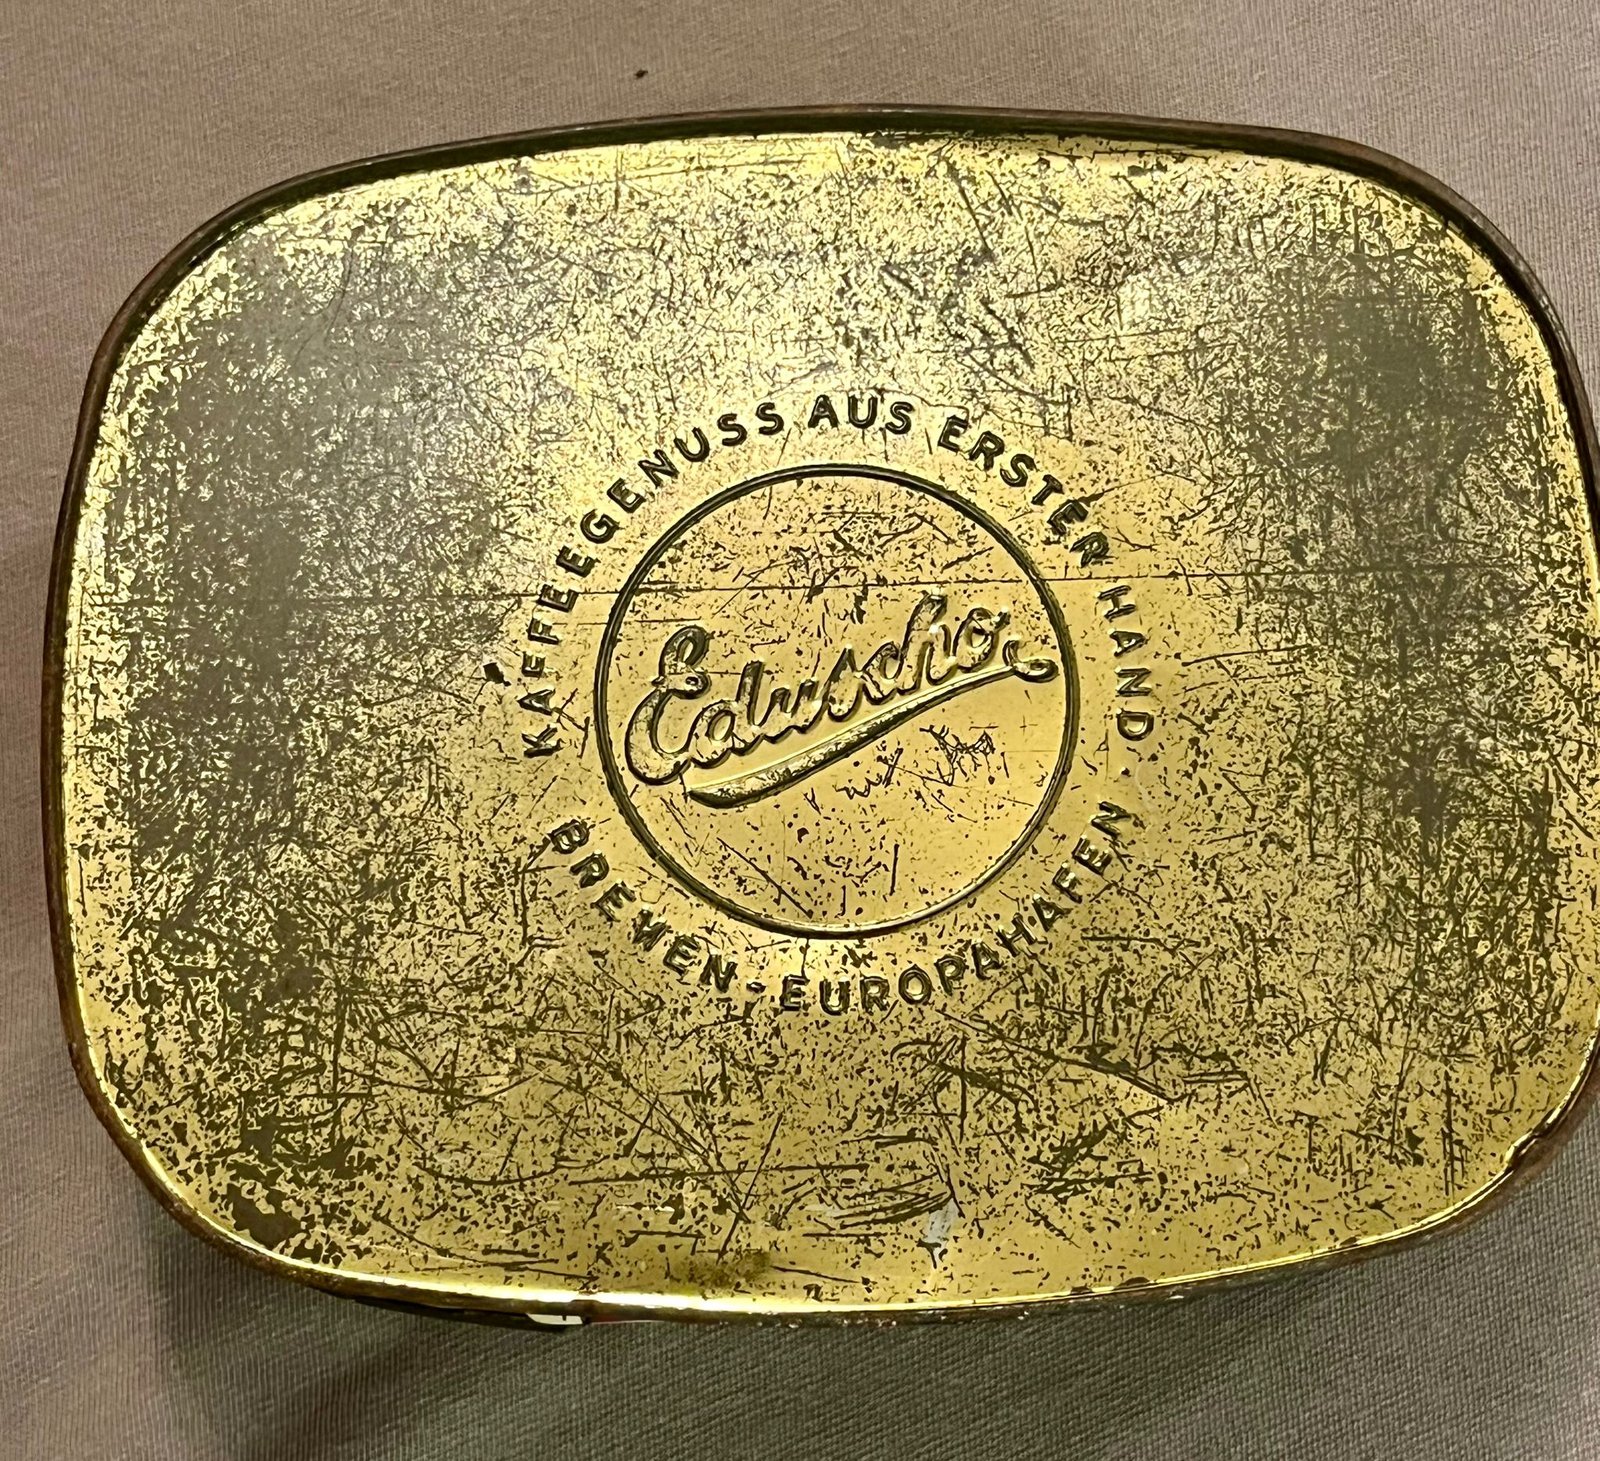 KAFFEEGENUSS AUS ERSTER HAND ·
Eduscho
BREMEN - EUROPAHAFEN